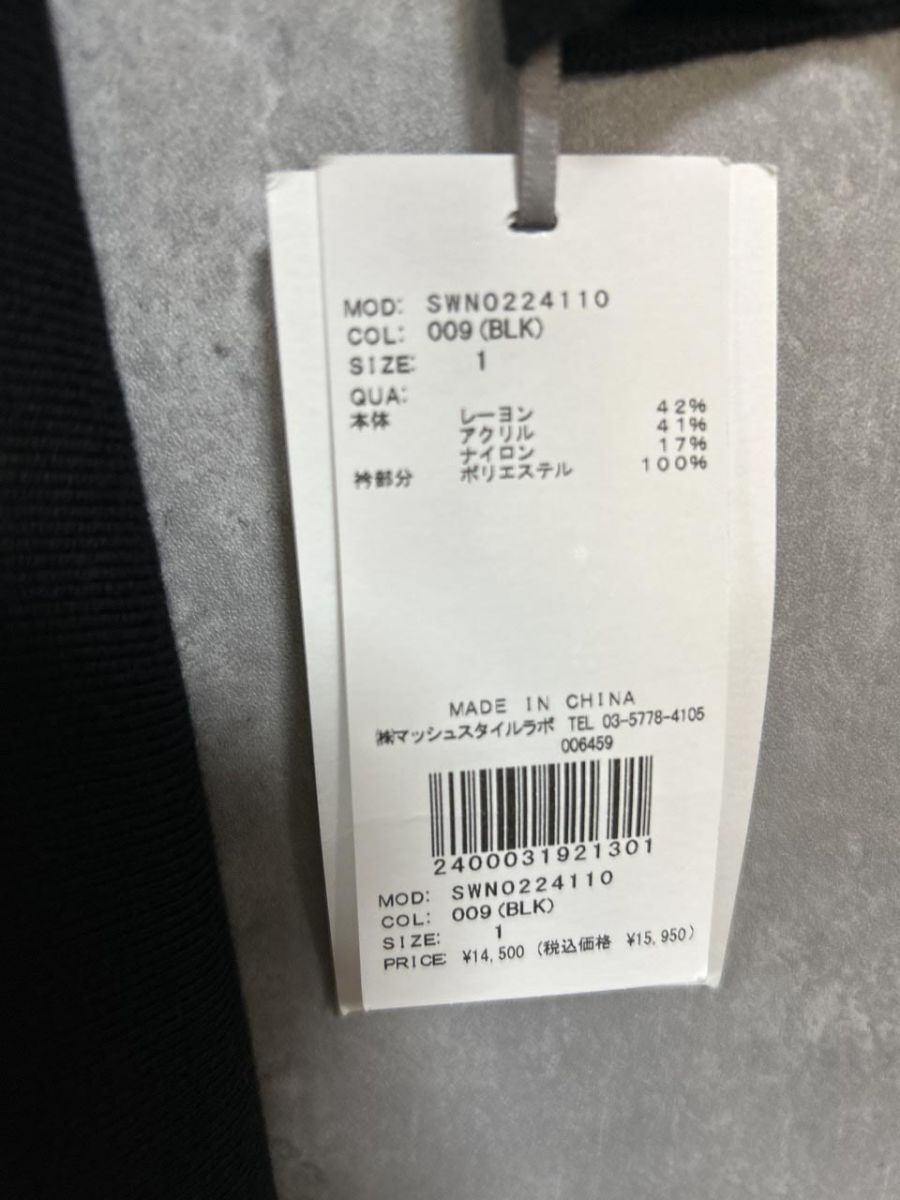 MOD: SWN0224110
COL: 009(BLK)
SIZE: 1
QUA:
本体 レーヨン 42%
アクリル 41%
ナイロン 17%
衿部分 ポリエステル 100%
MADE IN CHINA
㈱マッシュスタイルラボ TEL 03-5778-4105
006459
2400031921301
MOD: SWN0224110
COL: 009(BLK)
SIZE: 1
PRICE: ¥14,500 (税込価格 ¥15,950)